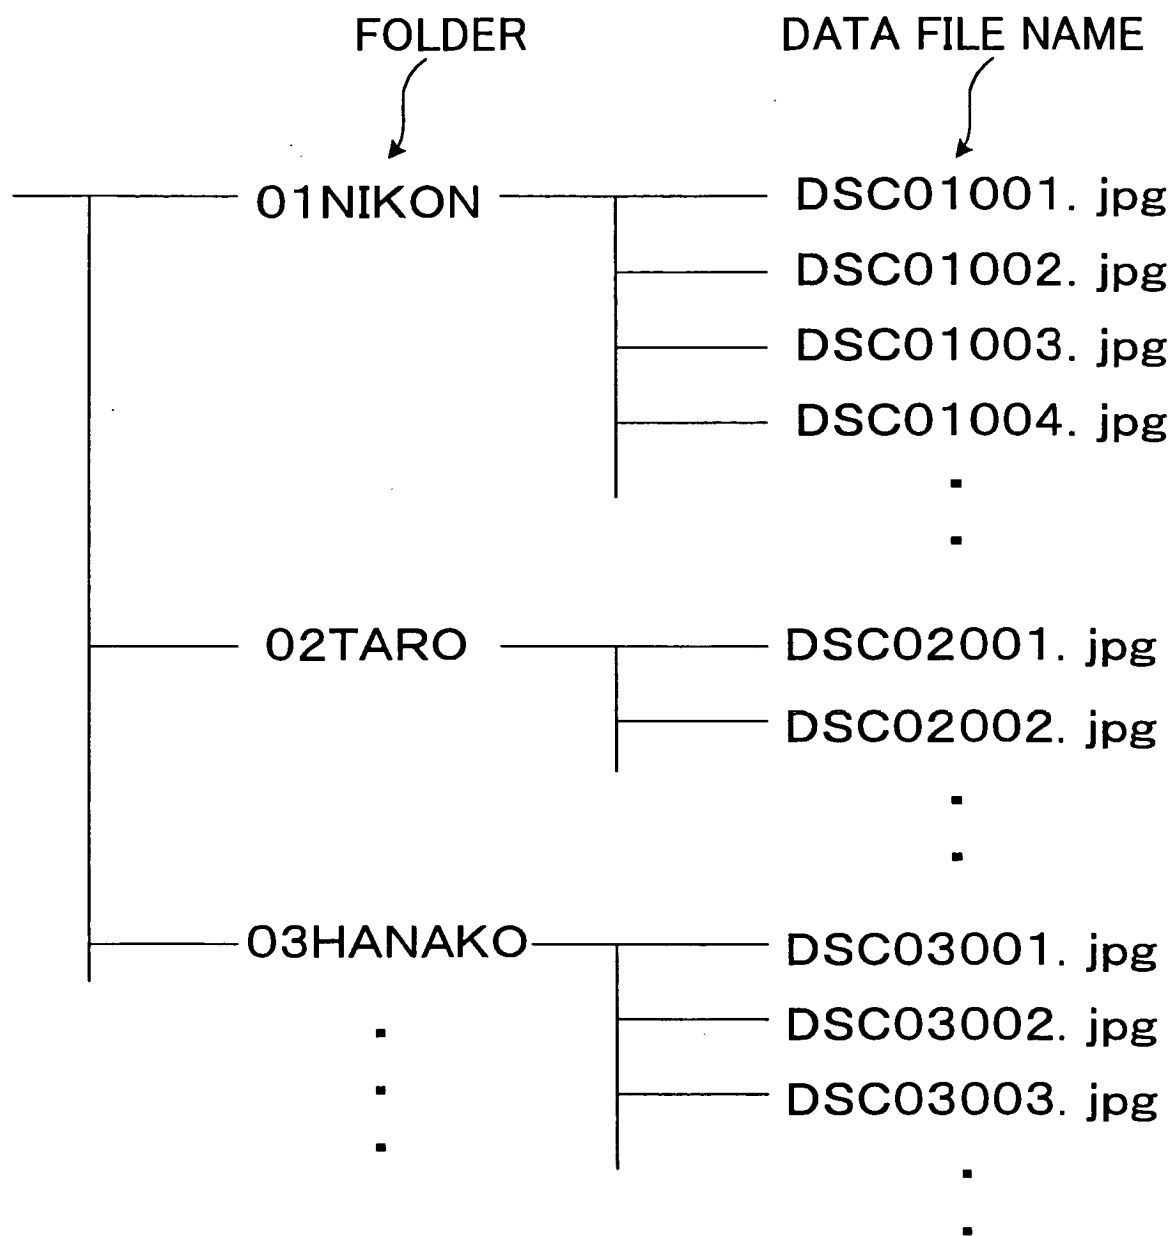 FOLDER DATA FILE NAME
01NIKON DSC01001. jpg
DSC01002. jpg
DSC01003. jpg
DSC01004. jpg
02TARO DSC02001. jpg
DSC02002. jpg
03HANAKO DSC03001. jpg
DSC03002. jpg
DSC03003. jpg